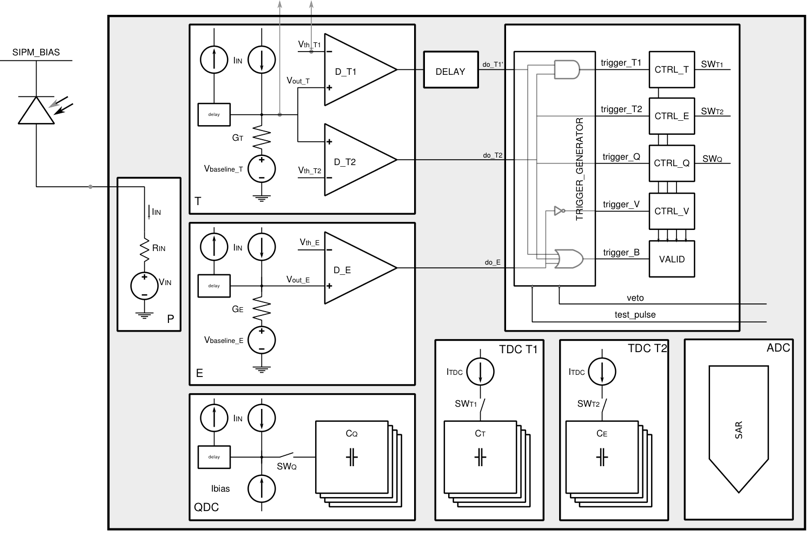 SIPM_BIAS
IIN
RIN
VIN
P
IIN
delay
GT
Vbaseline_T
T
Vth_T1
Vout_T
D_T1
D_T2
Vth_T2
IIN
delay
GE
Vbaseline_E
E
Vth_E
Vout_E
D_E
IIN
delay
Ibias
SWQ
CQ
QDC
DELAY
do_T1'
do_T2
do_E
TRIGGER_GENERATOR
trigger_T1
trigger_T2
trigger_Q
trigger_V
trigger_B
CTRL_T
CTRL_E
CTRL_Q
CTRL_V
VALID
SWT1
SWT2
SWQ
veto
test_pulse
TDC T1
ITDC
SWT1
CT
TDC T2
ITDC
SWT2
CE
ADC
SAR